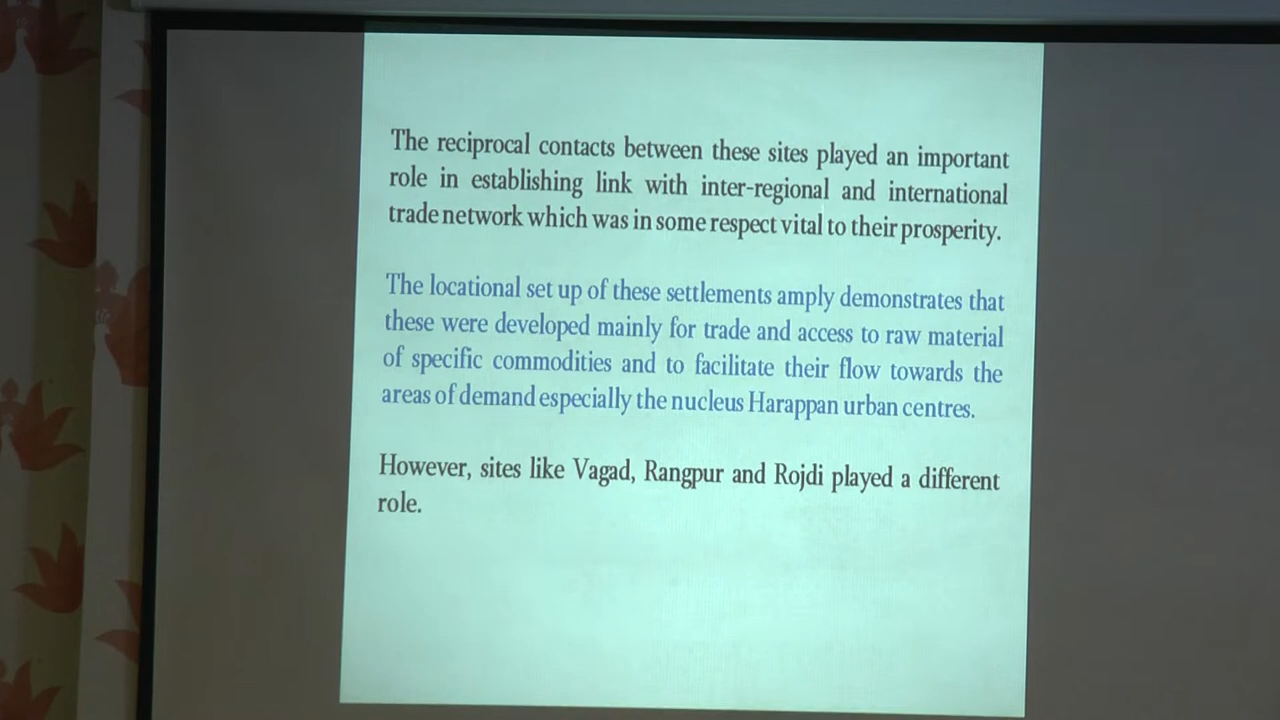 The reciprocal contacts between these sites played an important
role in establishing link with inter-regional and international
trade network which was in some respect vital to their prosperity.
The locational set up of these settlements amply demonstrates that
these were developed mainly for trade and access to raw material
of specific commodities and to facilitate their flow towards the
areas of demand especially the nucleus Harappan urban centres.
However, sites like Vagad, Rangpur and Rojdi played a different
role.